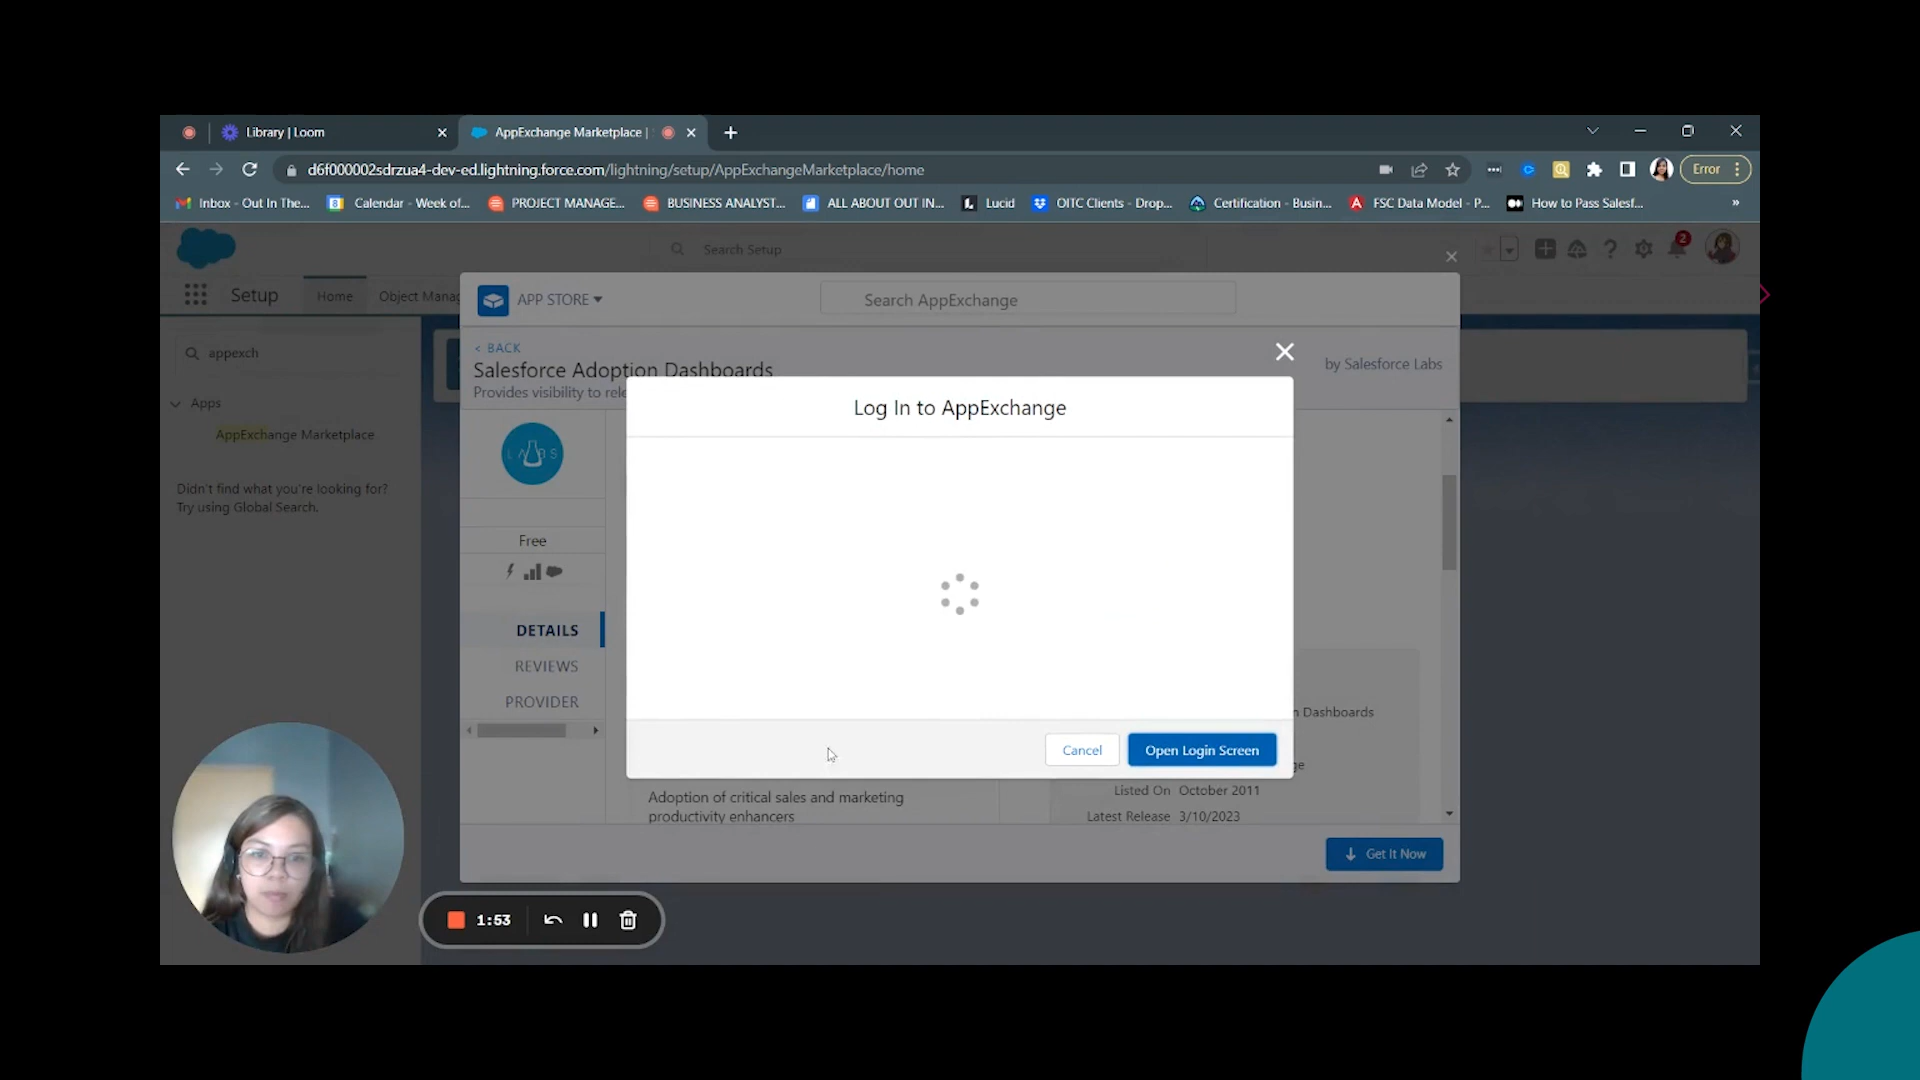 Library | Loom
AppExchange Marketplace |
d6f000002sdrzua4-dev-ed.lightning.force.com/lightning/setup/AppExchangeMarketplace/home
Error
Inbox - Out In The...
8
Calendar - Week of...
PROJECT MANAGE...
BUSINESS ANALYST...
ALL ABOUT OUT IN...
Lucid
OITC Clients - Drop...
Certification - Busin...
FSC Data Model - P...
How to Pass Salesf...
»
Search Setup
2
Setup
Home
Object Manag
APP STORE
Search AppExchange
appexch
< BACK
Salesforce Adoption Dashboards
Provides visibility to rele
by Salesforce Labs
Apps
AppExchange Marketplace
Didn't find what you're looking for?
Try using Global Search.
LABS
Free
DETAILS
REVIEWS
PROVIDER
Log In to AppExchange
Cancel
Open Login Screen
n Dashboards
ge
Adoption of critical sales and marketing
productivity enhancers
Listed On October 2011
Latest Release 3/10/2023
Get It Now
1:53